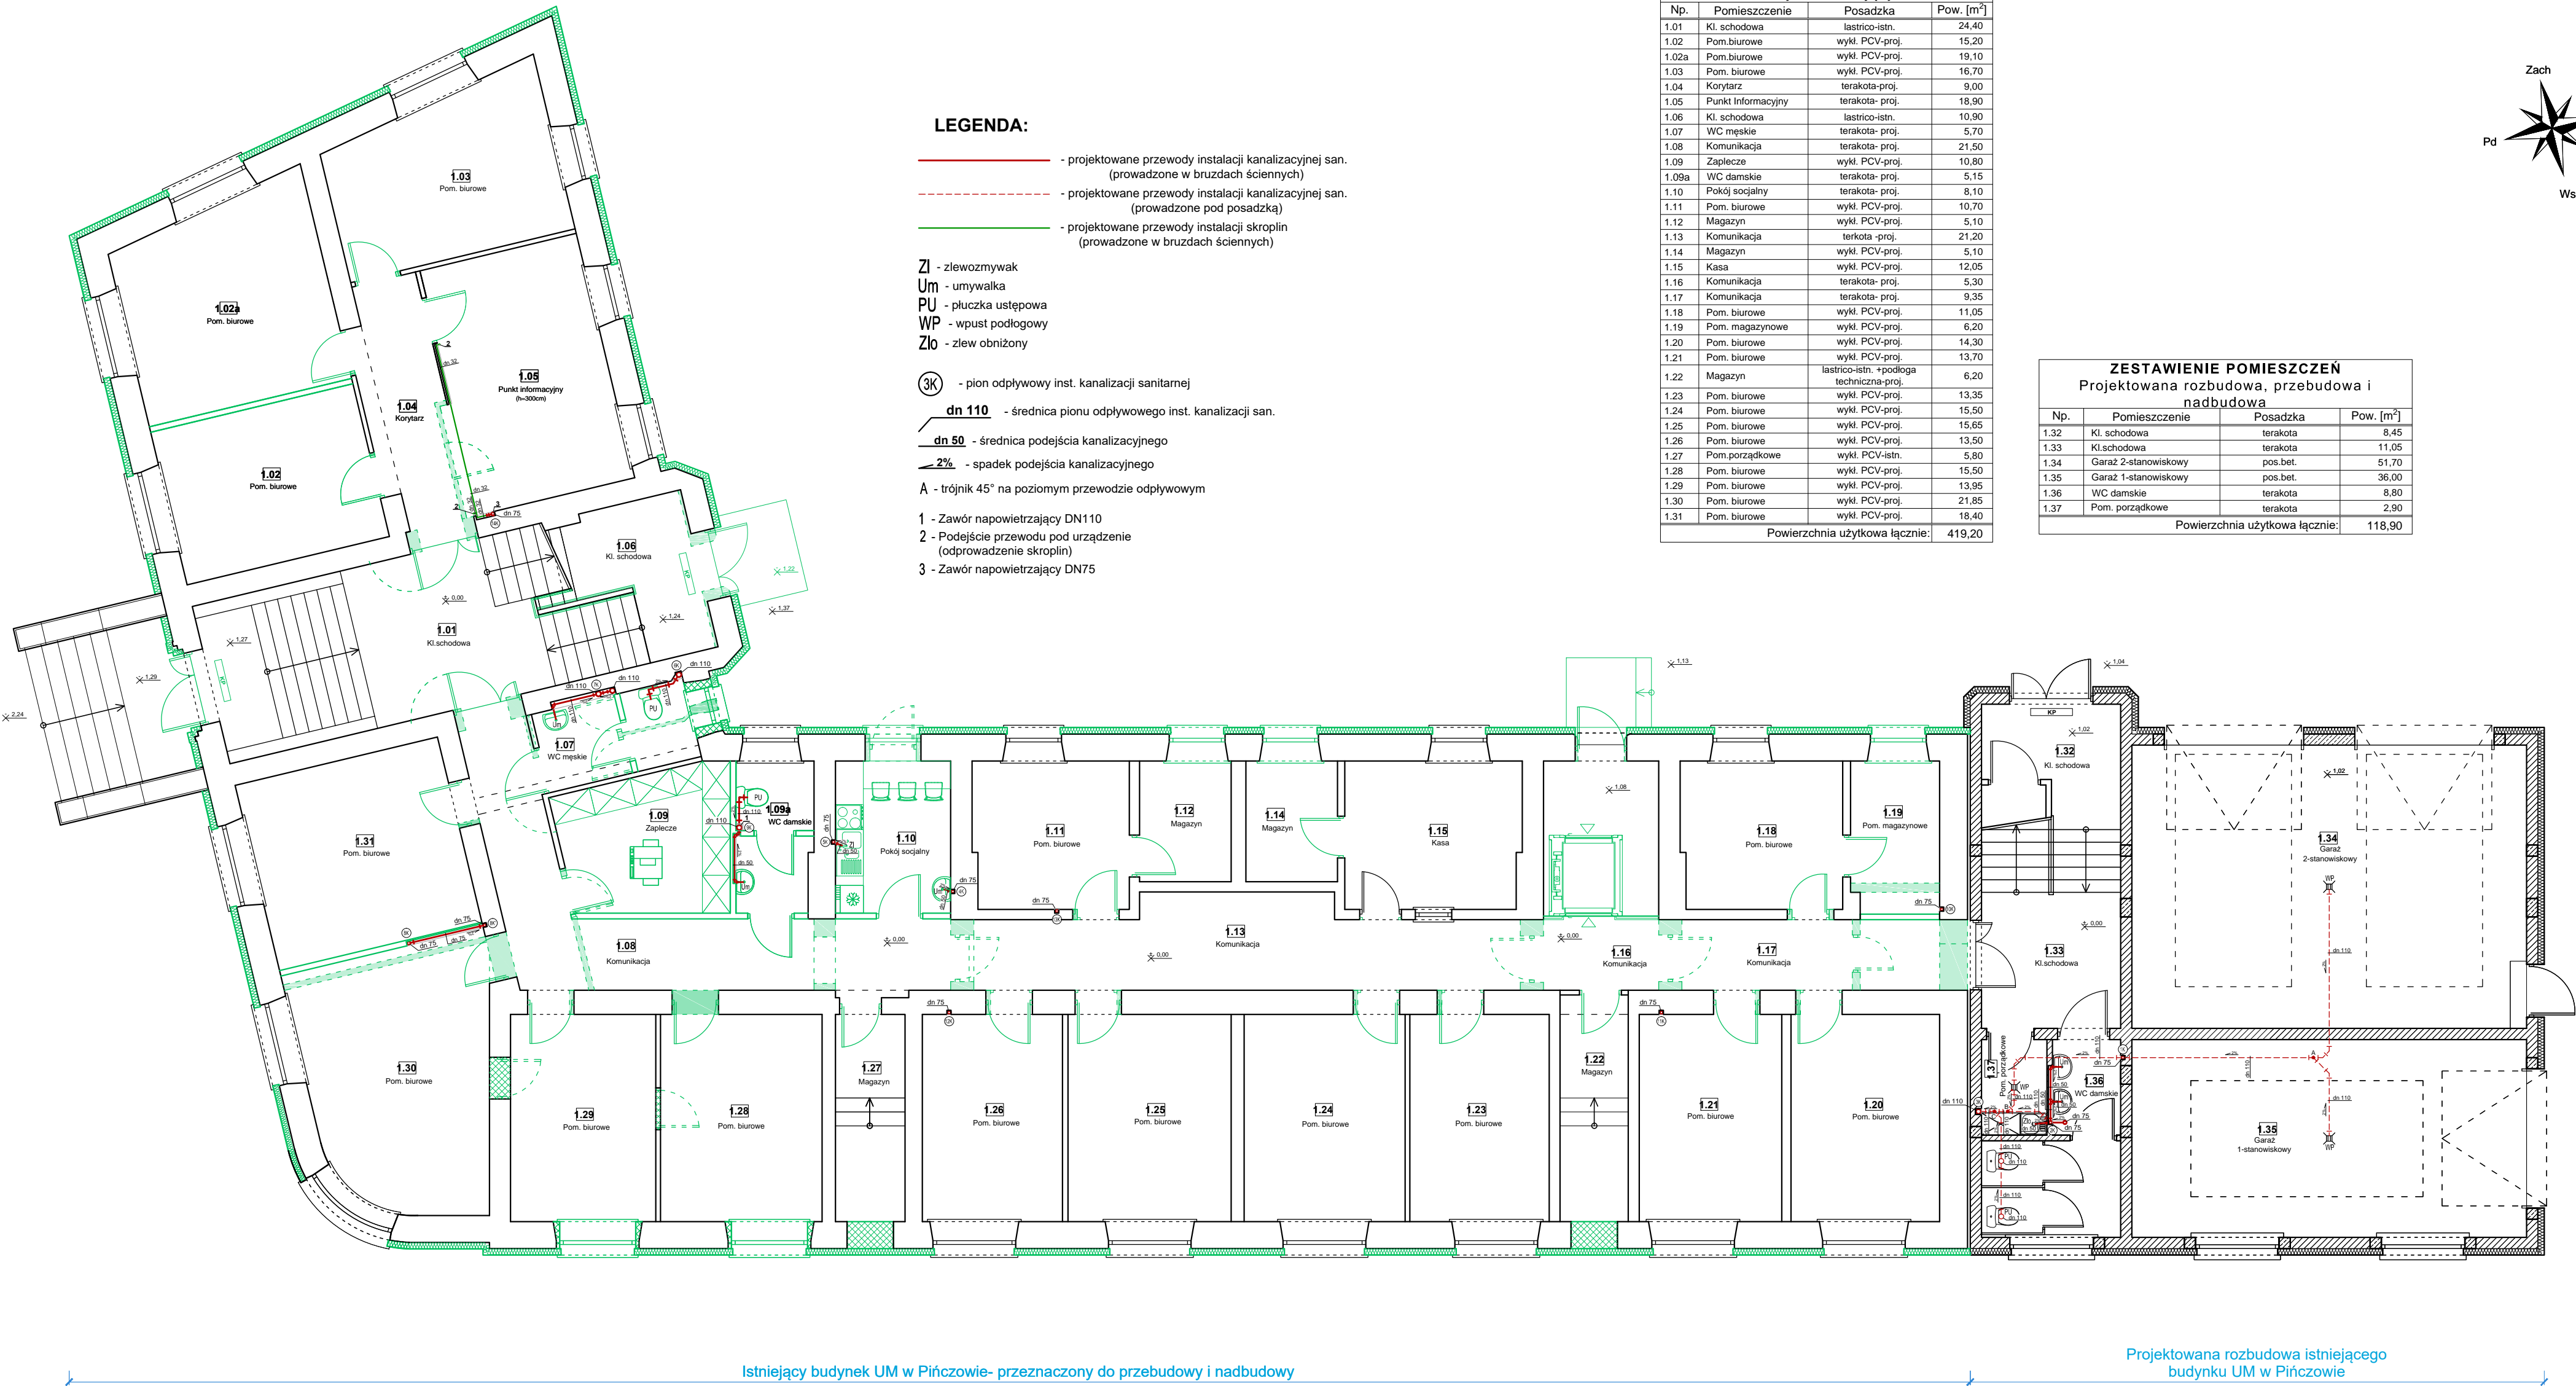 LEGENDA:
- projektowane przewody instalacji kanalizacyjnej san.
(prowadzone w bruzdach ściennych)
- projektowane przewody instalacji kanalizacyjnej san.
(prowadzone pod posadzką)
- projektowane przewody instalacji skroplin
(prowadzone w bruzdach ściennych)
Zl - zlewozmywak
Um - umywalka
PU - płuczka ustępowa
WP - wpust podłogowy
Zlo - zlew obniżony
3K - pion odpływowy inst. kanalizacji sanitarnej
dn 110 - średnica pionu odpływowego inst. kanalizacji san.
dn 50 - średnica podejścia kanalizacyjnego
2% - spadek podejścia kanalizacyjnego
A - trójnik 45° na poziomym przewodzie odpływowym
1 - Zawór napowietrzający DN110
2 - Podejście przewodu pod urządzenie
(odprowadzenie skroplin)
3 - Zawór napowietrzający DN75
Np. Pomieszczenie Posadzka Pow. [m²]
1.01 Kl. schodowa lastrico-istn. 24,40
1.02 Pom.biurowe wykł. PCV-proj. 15,20
1.02a Pom.biurowe wykł. PCV-proj. 19,10
1.03 Pom. biurowe wykł. PCV-proj. 16,70
1.04 Korytarz terakota-proj. 9,00
1.05 Punkt Informacyjny terakota- proj. 18,90
1.06 Kl. schodowa lastrico-istn. 10,90
1.07 WC męskie terakota- proj. 5,70
1.08 Komunikacja terakota- proj. 21,50
1.09 Zaplecze wykł. PCV-proj. 10,80
1.09a WC damskie terakota- proj. 5,15
1.10 Pokój socjalny terakota- proj. 8,10
1.11 Pom. biurowe wykł. PCV-proj. 10,70
1.12 Magazyn wykł. PCV-proj. 5,10
1.13 Komunikacja terkota -proj. 21,20
1.14 Magazyn wykł. PCV-proj. 5,10
1.15 Kasa wykł. PCV-proj. 12,05
1.16 Komunikacja terakota- proj. 5,30
1.17 Komunikacja terakota- proj. 9,35
1.18 Pom. biurowe wykł. PCV-proj. 11,05
1.19 Pom. magazynowe wykł. PCV-proj. 6,20
1.20 Pom. biurowe wykł. PCV-proj. 14,30
1.21 Pom. biurowe wykł. PCV-proj. 13,70
1.22 Magazyn lastrico-istn. +podłoga techniczna-proj. 6,20
1.23 Pom. biurowe wykł. PCV-proj. 13,35
1.24 Pom. biurowe wykł. PCV-proj. 15,50
1.25 Pom. biurowe wykł. PCV-proj. 15,65
1.26 Pom. biurowe wykł. PCV-proj. 13,50
1.27 Pom.porządkowe wykł. PCV-istn. 5,80
1.28 Pom. biurowe wykł. PCV-proj. 15,50
1.29 Pom. biurowe wykł. PCV-proj. 13,95
1.30 Pom. biurowe wykł. PCV-proj. 21,85
1.31 Pom. biurowe wykł. PCV-proj. 18,40
Powierzchnia użytkowa łącznie: 419,20
ZESTAWIENIE POMIESZCZEŃ
Projektowana rozbudowa, przebudowa i
nadbudowa
Np. Pomieszczenie Posadzka Pow. [m²]
1.32 Kl. schodowa terakota 8,45
1.33 Kl.schodowa terakota 11,05
1.34 Garaż 2-stanowiskowy pos.bet. 51,70
1.35 Garaż 1-stanowiskowy pos.bet. 36,00
1.36 WC damskie terakota 8,80
1.37 Pom. porządkowe terakota 2,90
Powierzchnia użytkowa łącznie: 118,90
Zach
Pd
1.03
Pom. biurowe
1.02a
Pom. biurowe
1.05
Punkt informacyjny
(h=300cm)
1.04
Korytarz
1.02
Pom. biurowe
1.06
Kl. schodowa
1.01
Kl.schodowa
1.07
WC męskie
1.31
Pom. biurowe
1.09
Zaplecze
1.09a
WC damskie
1.10
Pokój socjalny
1.11
Pom. biurowe
1.12
Magazyn
1.14
Magazyn
1.15
Kasa
1.18
Pom. biurowe
1.19
Pom. magazynowe
1.32
Kl. schodowa
1.34
Garaż
2-stanowiskowy
1.08
Komunikacja
1.13
Komunikacja
1.16
Komunikacja
1.17
Komunikacja
1.33
Kl.schodowa
1.30
Pom. biurowe
1.29
Pom. biurowe
1.28
Pom. biurowe
1.27
Magazyn
1.26
Pom. biurowe
1.25
Pom. biurowe
1.24
Pom. biurowe
1.23
Pom. biurowe
1.22
Magazyn
1.21
Pom. biurowe
1.20
Pom. biurowe
1.37
Pom. porządkowe
1.36
WC damskie
1.35
Garaż
1-stanowiskowy
Istniejący budynek UM w Pińczowie- przeznaczony do przebudowy i nadbudowy
Projektowana rozbudowa istniejącego
budynku UM w Pińczowie